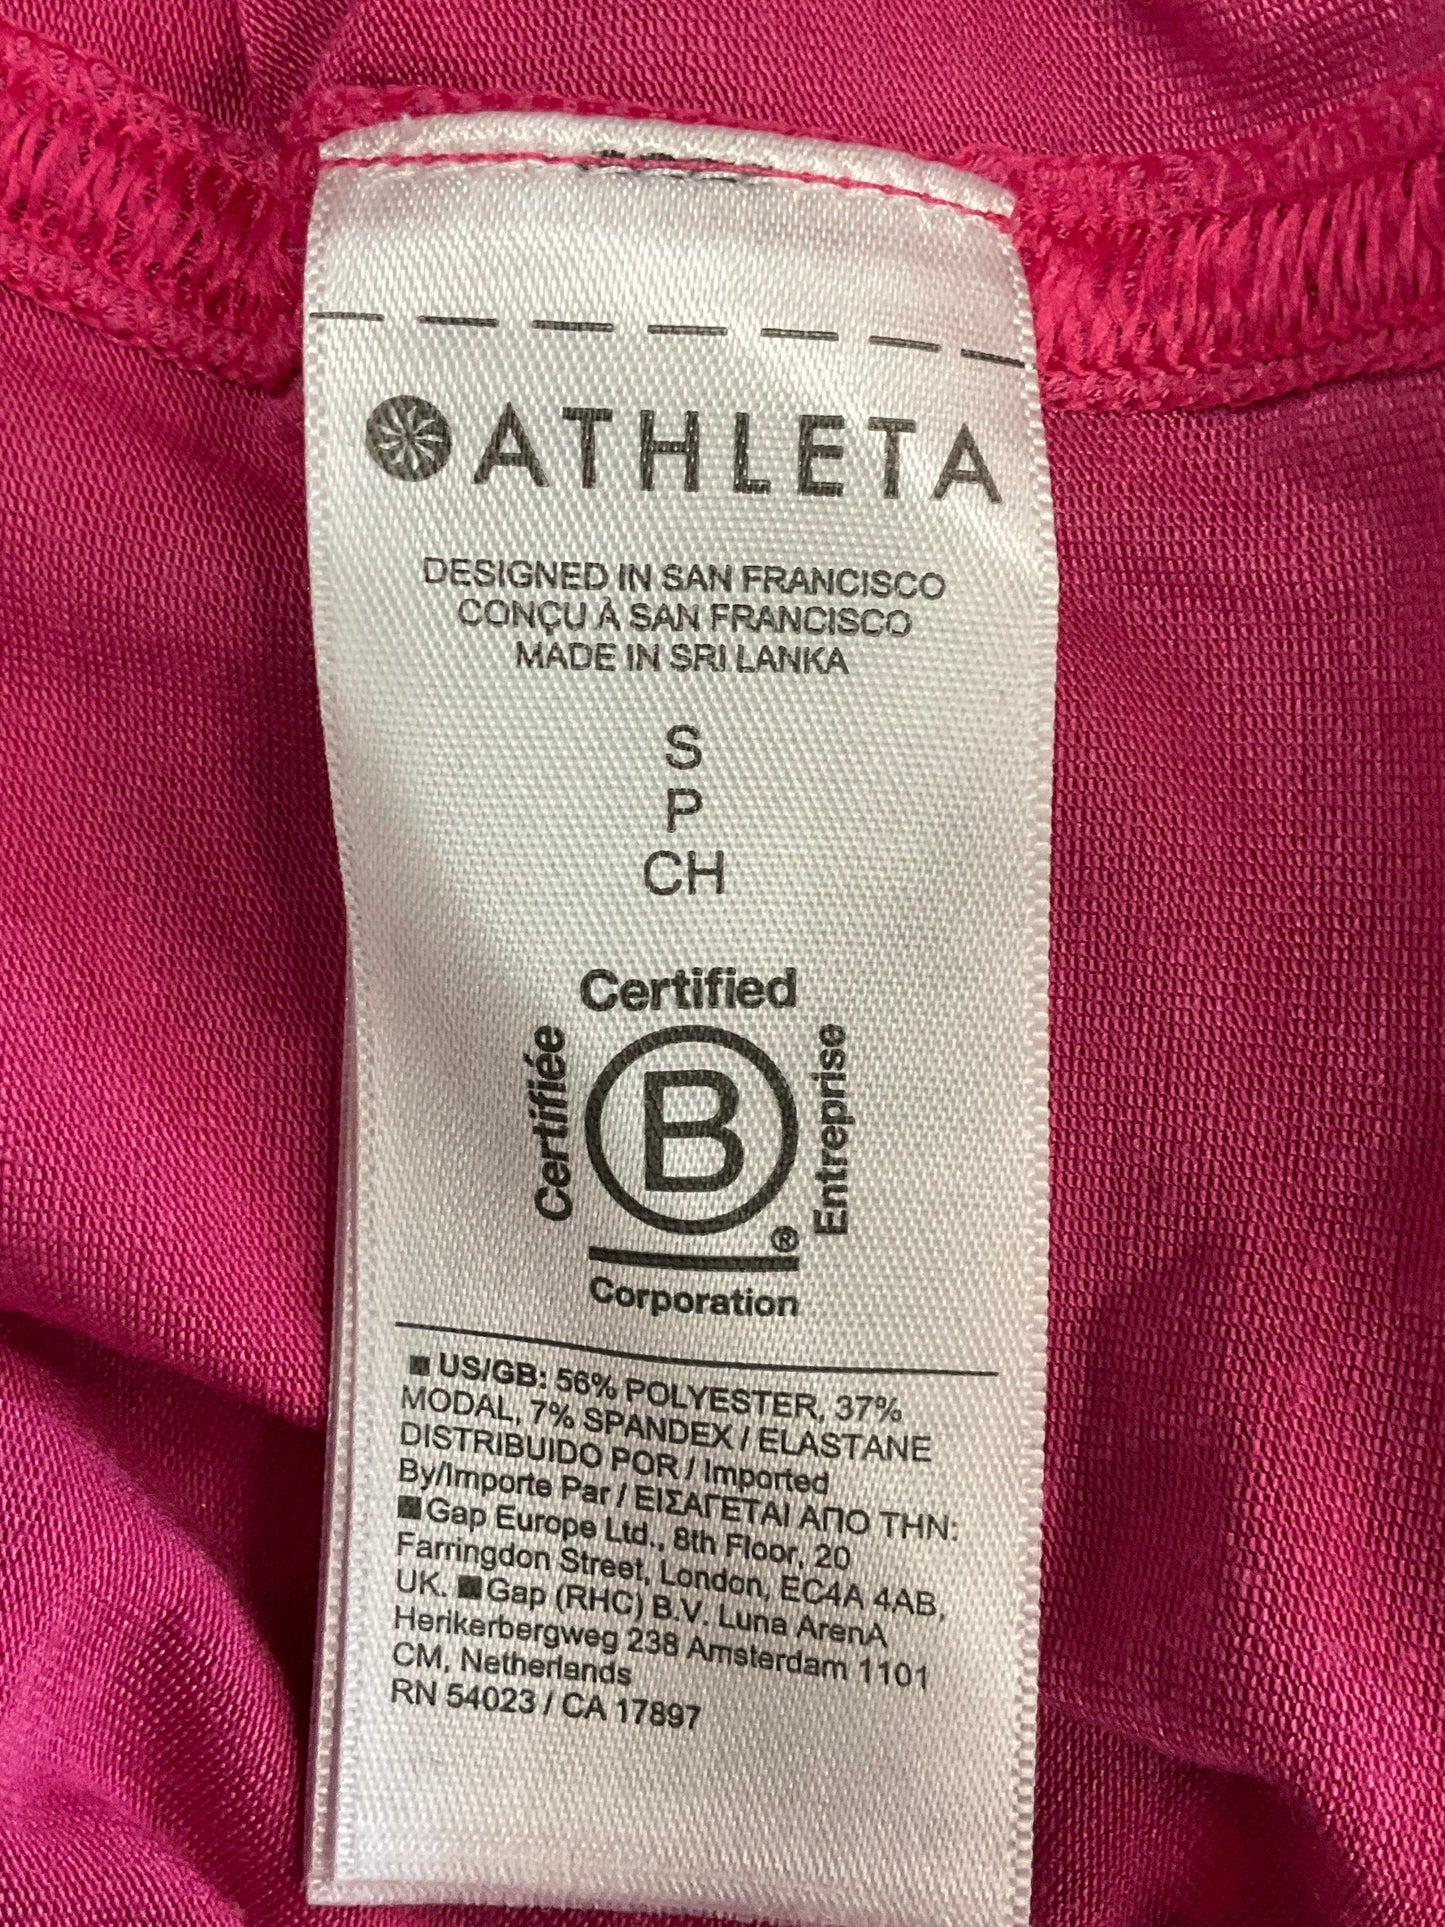 ATHLETA
DESIGNED IN SAN FRANCISCO
CONÇU À SAN FRANCISCO
MADE IN SRI LANKA
S
P
CH
Certified
Certifiée
B
Entreprise
®
Corporation
■ US/GB: 56% POLYESTER, 37%
MODAL, 7% SPANDEX / ELASTANE
DISTRIBUIDO POR / Imported
By/Importe Par / ΕΙΣΑΓΕΤΑΙ ΑΠΟ ΤΗΝ:
■Gap Europe Ltd., 8th Floor, 20
Farringdon Street, London, EC4A 4AB,
UK. ■Gap (RHC) B.V. Luna ArenA
Herikerbergweg 238 Amsterdam 1101
CM, Netherlands
RN 54023 / CA 17897